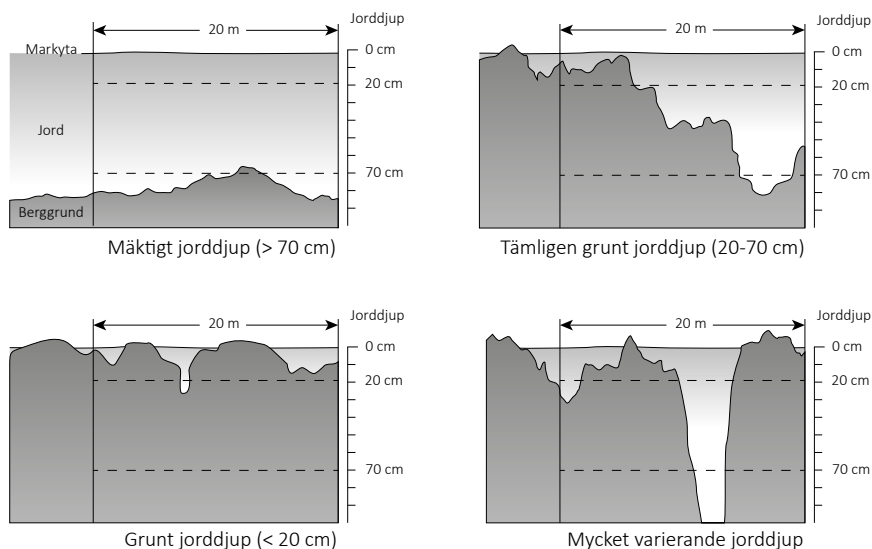 Jorddjup
20 m
Markyta
0 cm
20 cm
Jord
70 cm
Berggrund
Mäktigt jorddjup (> 70 cm)
Jorddjup
20 m
0 cm
20 cm
70 cm
Tämligen grunt jorddjup (20-70 cm)
Jorddjup
20 m
0 cm
20 cm
70 cm
Grunt jorddjup (< 20 cm)
Jorddjup
20 m
0 cm
20 cm
70 cm
Mycket varierande jorddjup